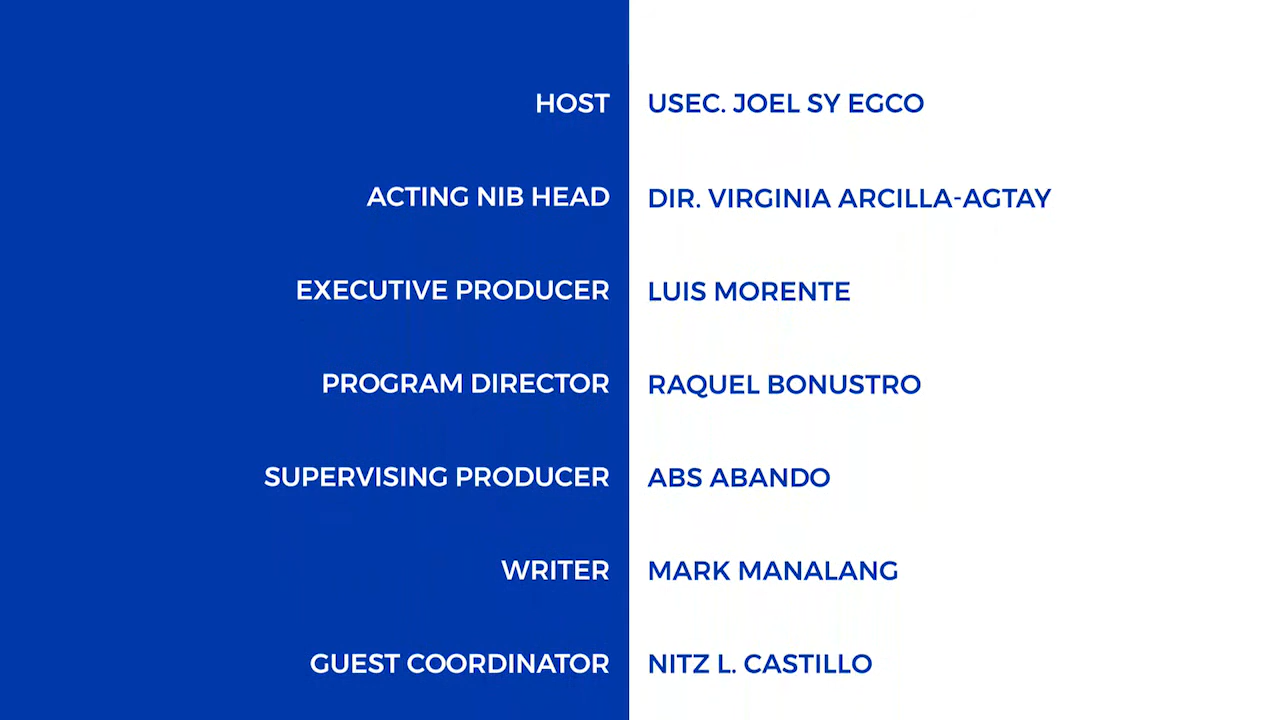 HOST USEC. JOEL SY EGCO
ACTING NIB HEAD DIR. VIRGINIA ARCILLA-AGTAY
EXECUTIVE PRODUCER LUIS MORENTE
PROGRAM DIRECTOR RAQUEL BONUSTRO
SUPERVISING PRODUCER ABS ABANDO
WRITER MARK MANALANG
GUEST COORDINATOR NITZ L. CASTILLO